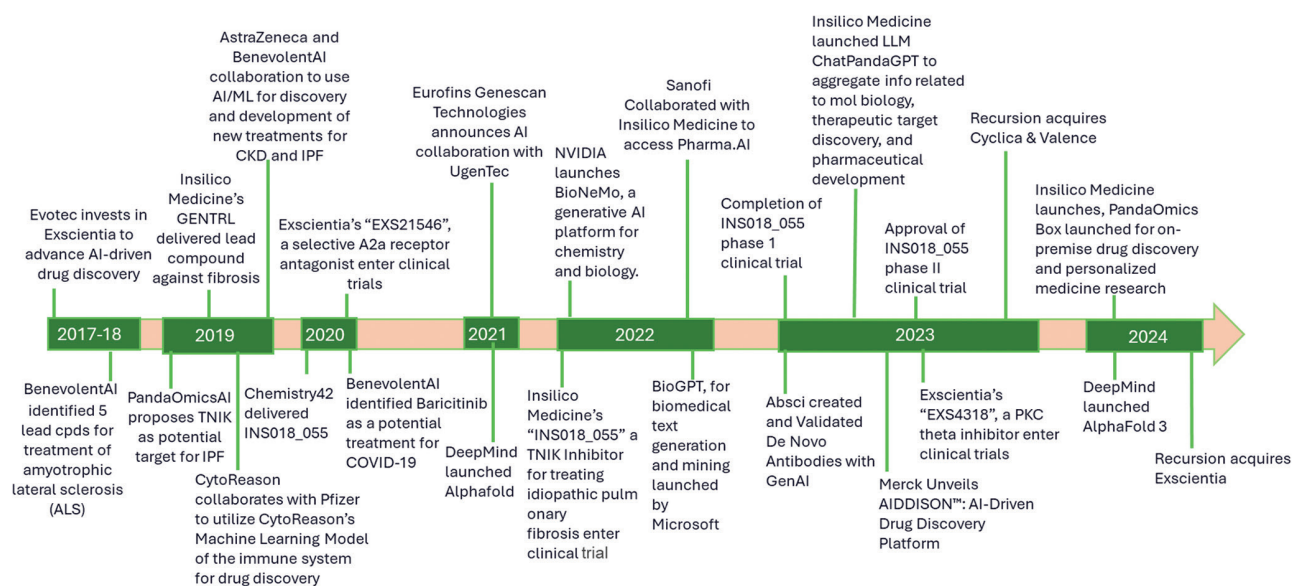 AstraZeneca and
BenevolentAI
collaboration to use
AI/ML for discovery
and development of
new treatments for
CKD and IPF
Insilico
Medicine's
GENTRL
delivered lead
compound
against fibrosis
Evotec invests in
Exscientia to
advance AI-driven
drug discovery
Exscientia's "EXS21546",
a selective A2a receptor
antagonist enter clinical
trials
Eurofins Genescan
Technologies
announces AI
collaboration with
UgenTec
NVIDIA
launches
BioNeMo, a
generative AI
platform for
chemistry
and biology.
Sanofi
Collaborated with
Insilico Medicine to
access Pharma.AI
Completion of
INS018_055
phase 1
clinical trial
Insilico Medicine
launched LLM
ChatPandaGPT to
aggregate info related
to mol biology,
therapeutic target
discovery, and
pharmaceutical
development
Approval of
INS018_055
phase II
clinical trial
Recursion acquires
Cyclica & Valence
Insilico Medicine
launches, PandaOmics
Box launched for on-
premise drug discovery
and personalized
medicine research
2017-18
2019
2020
2021
2022
2023
2024
BenevolentAI
identified 5
lead cpds for
treatment of
amyotrophic
lateral sclerosis
(ALS)
PandaOmicsAI
proposes TNIK
as potential
target for IPF
CytoReason
collaborates with Pfizer
to utilize CytoReason's
Machine Learning Model
of the immune system
for drug discovery
Chemistry42
delivered
INS018_055
BenevolentAI
identified Baricitinib
as a potential
treatment for
COVID-19
DeepMind
launched
Alphafold
Insilico
Medicine's
"INS018_055" a
TNIK Inhibitor
for treating
idiopathic pulm
onary
fibrosis enter
clinical trial
BioGPT, for
biomedical
text
generation
and mining
launched
by
Microsoft
Absci created
and Validated
De Novo
Antibodies with
GenAI
Merck Unveils
AIDDISON™: AI-Driven
Drug Discovery
Platform
Exscientia's
"EXS4318", a PKC
theta inhibitor enter
clinical trials
DeepMind
launched
AlphaFold 3
Recursion acquires
Exscientia